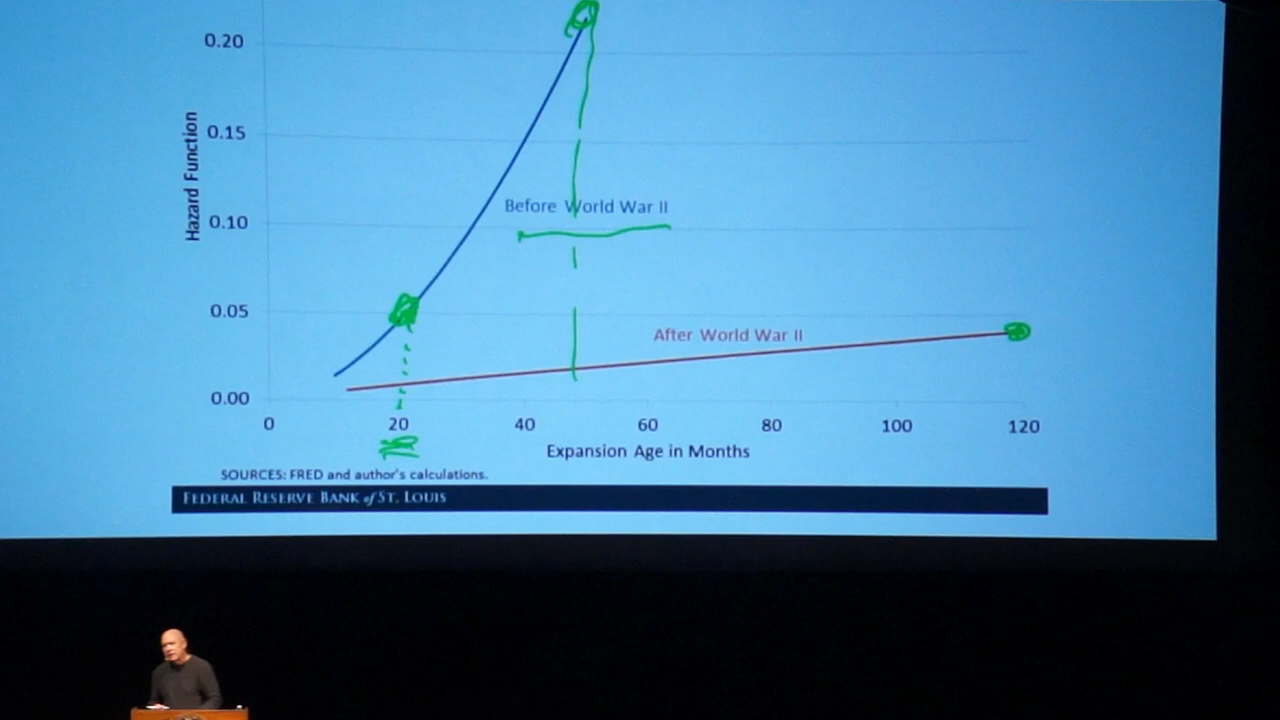 0.20
0.15
0.10
0.05
0.00
Hazard Function
Before World War II
After World War II
0 20 40 60 80 100 120
Expansion Age in Months
SOURCES: FRED and author's calculations.
FEDERAL RESERVE BANK of ST. LOUIS